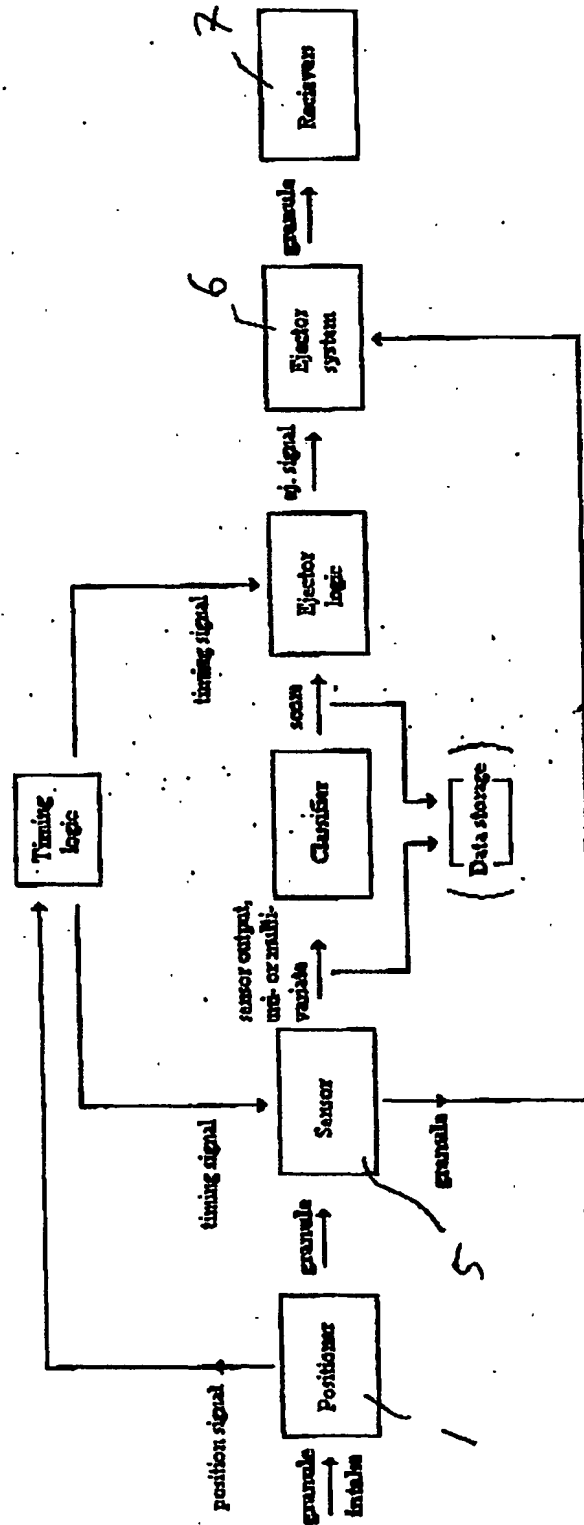 Timing
logic
position signal
timing signal
timing signal
granule
intake
Positioner
1
granule
Sensor
5
granule
sensor output,
uni- or multi-
variate
Classifier
score
(Data storage)
Ejector
logic
ej. signal
Ejector
system
6
granule
Recievers
7